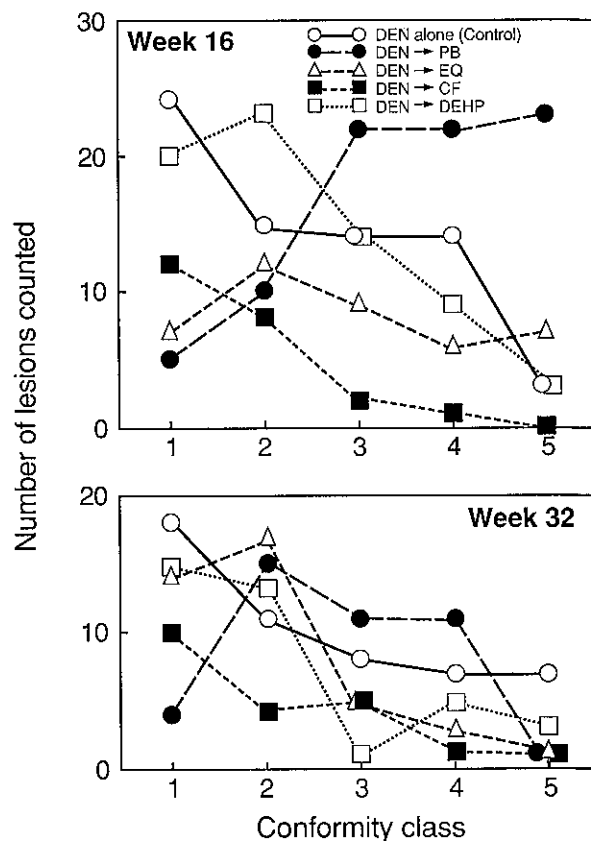 Week 16
DEN alone (Control)
DEN → PB
DEN → EQ
DEN → CF
DEN → DEHP
30
20
10
0
1 2 3 4 5
Number of lesions counted
Week 32
20
10
0
1 2 3 4 5
Conformity class